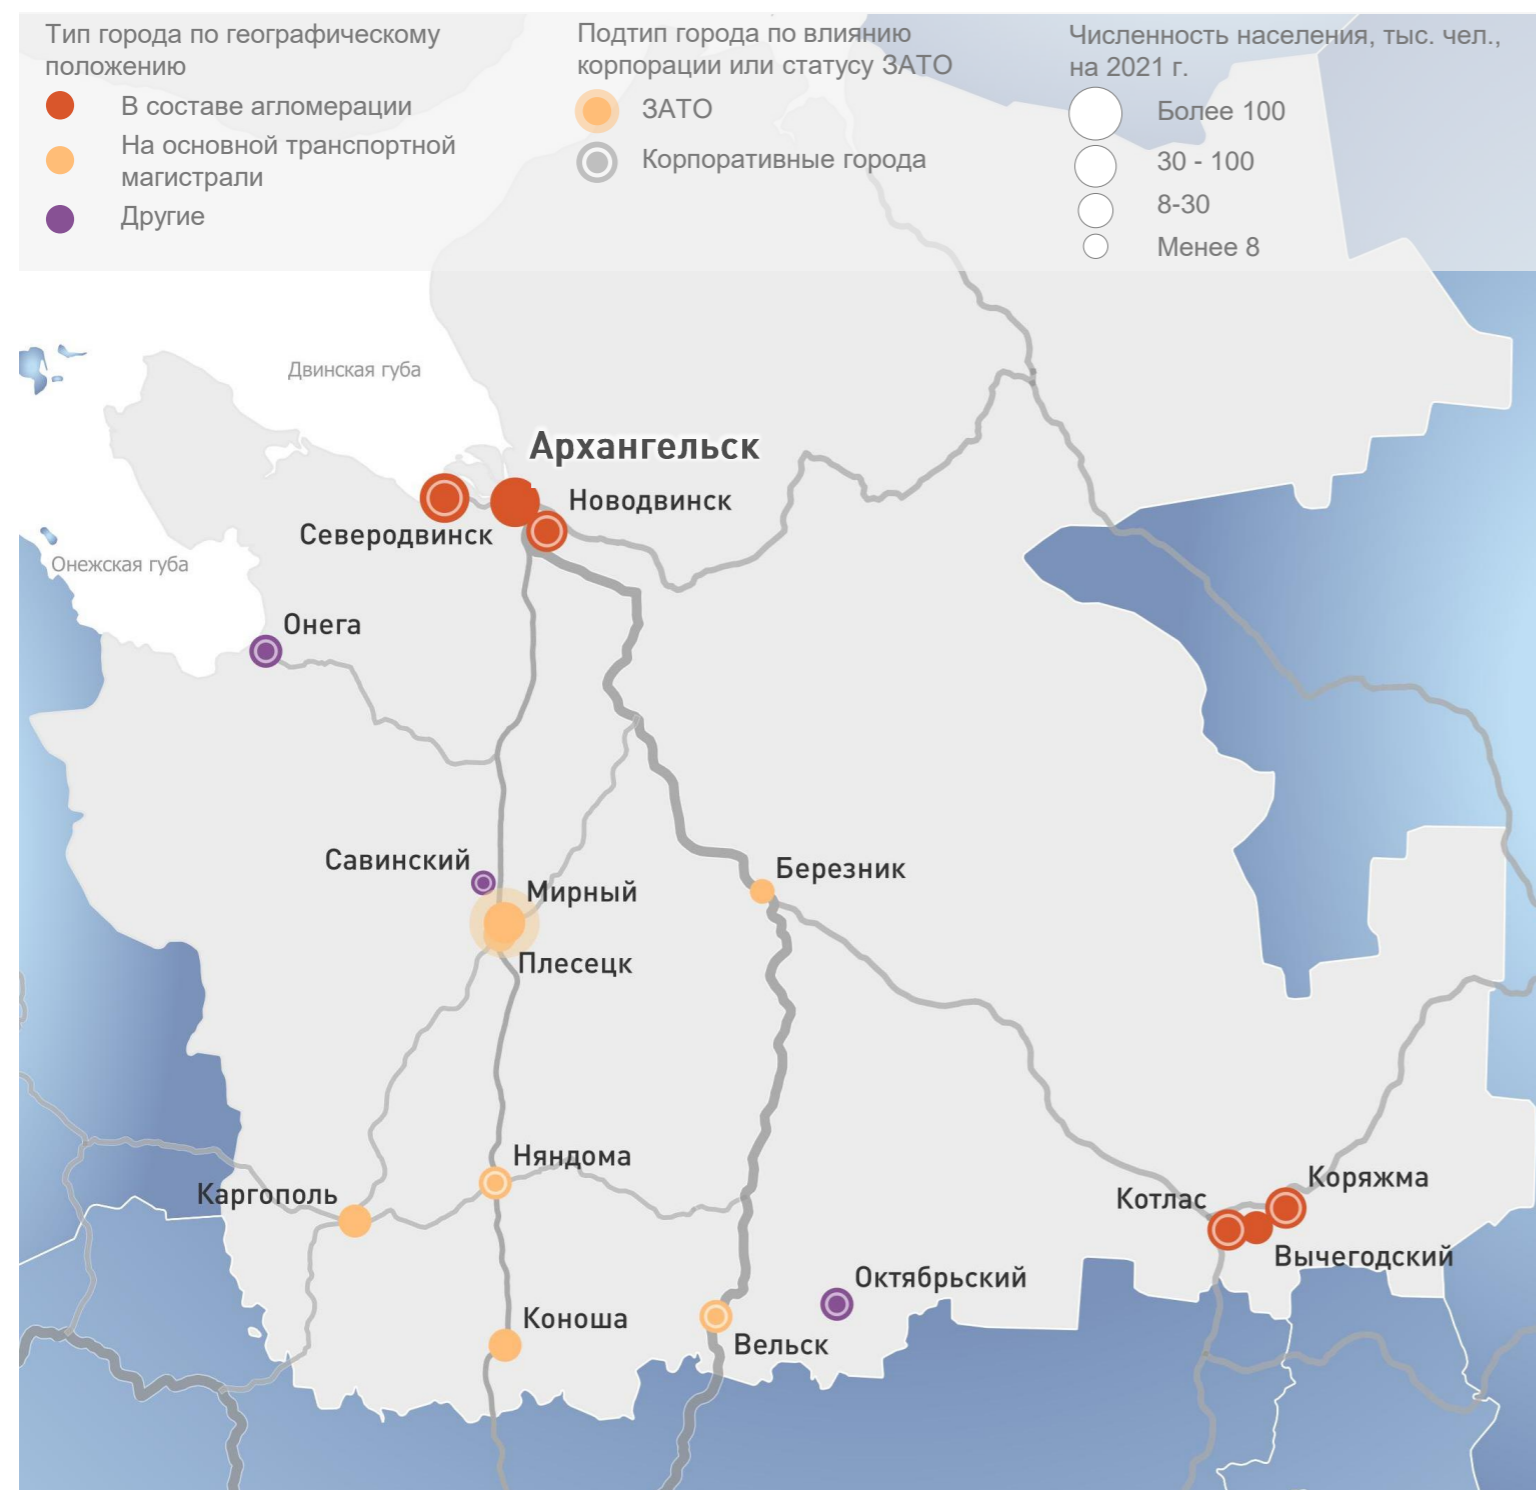 Тип города по географическому
положению
В составе агломерации
На основной транспортной
магистрали
Другие
Подтип города по влиянию
корпорации или статусу ЗАТО
ЗАТО
Корпоративные города
Численность населения, тыс. чел.,
на 2021 г.
Более 100
30 - 100
8-30
Менее 8
Двинская губа
Архангельск
Новодвинск
Северодвинск
Онежская губа
Онега
Савинский
Мирный
Березник
Плесецк
Няндома
Каргополь
Коряжма
Котлас
Вычегодский
Октябрьский
Коноша
Вельск